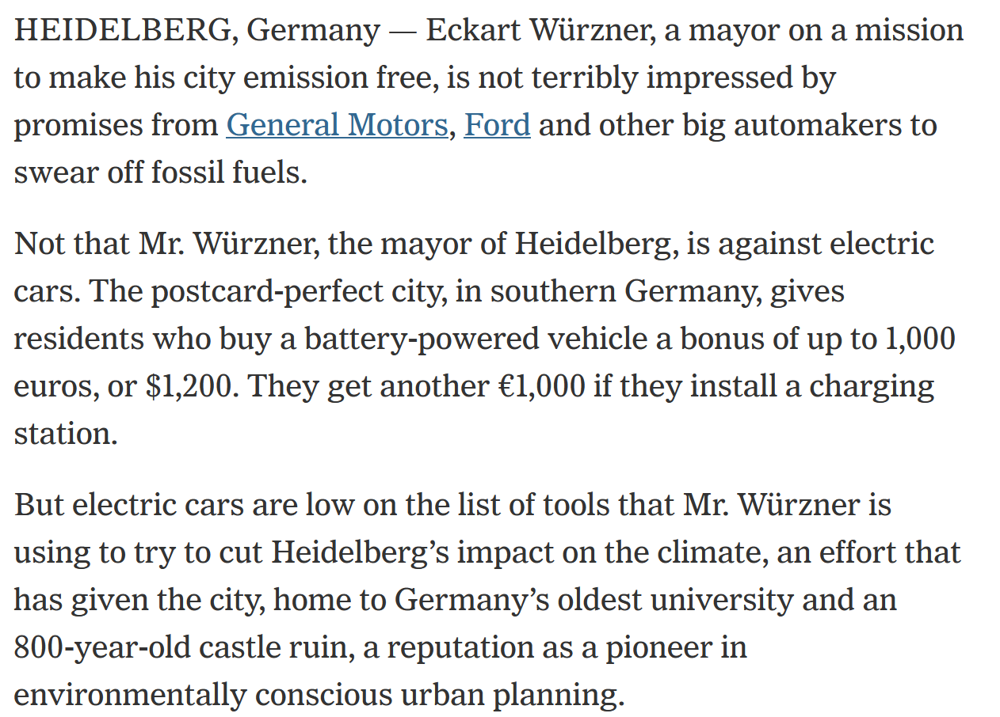 HEIDELBERG, Germany — Eckart Würzner, a mayor on a mission
to make his city emission free, is not terribly impressed by
promises from General Motors, Ford and other big automakers to
swear off fossil fuels.
Not that Mr. Würzner, the mayor of Heidelberg, is against electric
cars. The postcard-perfect city, in southern Germany, gives
residents who buy a battery-powered vehicle a bonus of up to 1,000
euros, or $1,200. They get another €1,000 if they install a charging
station.
But electric cars are low on the list of tools that Mr. Würzner is
using to try to cut Heidelberg’s impact on the climate, an effort that
has given the city, home to Germany’s oldest university and an
800-year-old castle ruin, a reputation as a pioneer in
environmentally conscious urban planning.